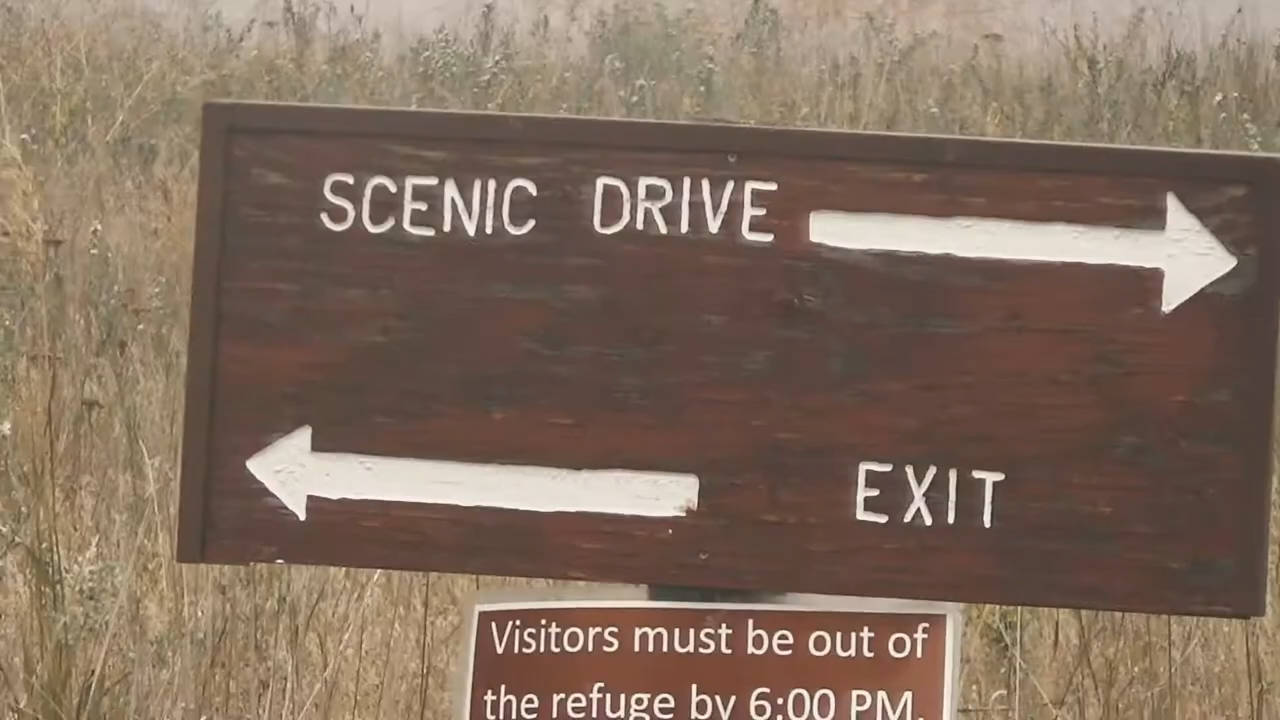 SCENIC DRIVE
EXIT
Visitors must be out of
the refuge by 6:00 PM.